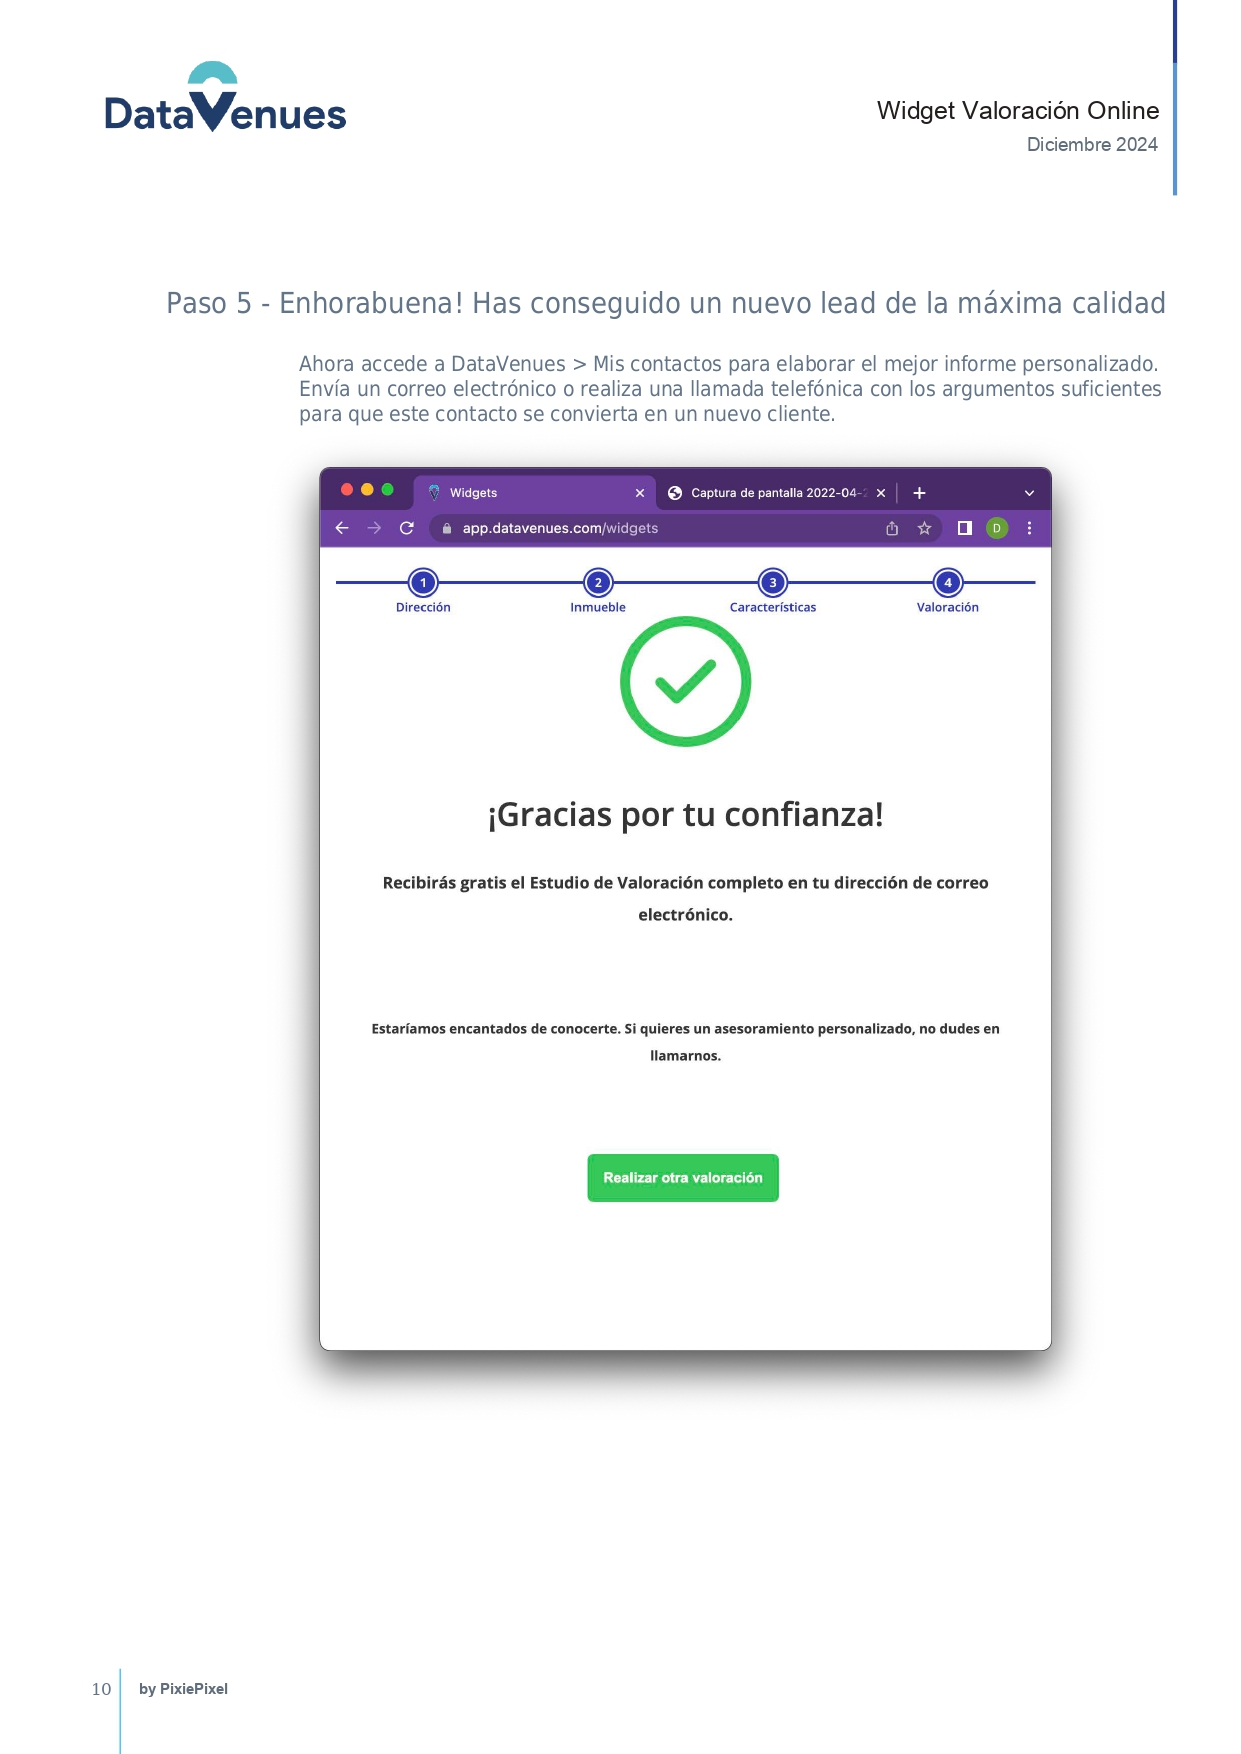 DataVenues
Widget Valoración Online
Diciembre 2024
Paso 5 - Enhorabuena! Has conseguido un nuevo lead de la máxima calidad
Ahora accede a DataVenues > Mis contactos para elaborar el mejor informe personalizado.
Envía un correo electrónico o realiza una llamada telefónica con los argumentos suficientes
para que este contacto se convierta en un nuevo cliente.
Widgets
Captura de pantalla 2022-04-
app.datavenues.com/widgets
D
1 2 3 4
Dirección Inmueble Características Valoración
¡Gracias por tu confianza!
Recibirás gratis el Estudio de Valoración completo en tu dirección de correo
electrónico.
Estaríamos encantados de conocerte. Si quieres un asesoramiento personalizado, no dudes en
llamarnos.
Realizar otra valoración
10
by PixiePixel